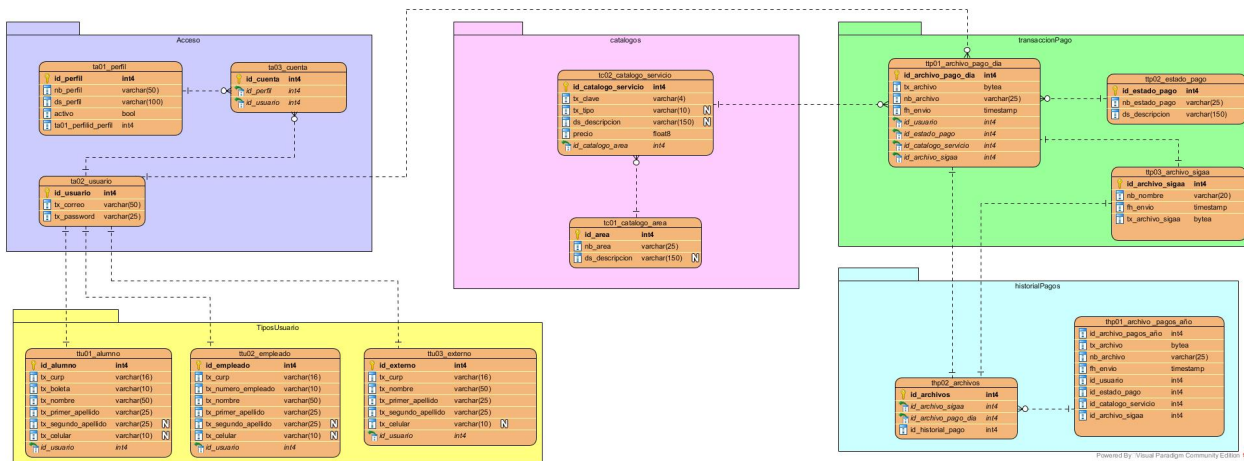 Acceso
ta01_perfil
id_perfil int4
nb_perfil varchar(50)
ds_perfil varchar(100)
activo bool
ta01_perfilid_perfil int4
ta03_cuenta
id_cuenta int4
id_perfil int4
id_usuario int4
ta02_usuario
id_usuario int4
tx_correo varchar(50)
tx_password varchar(25)
catalogos
tc02_catalogo_servicio
id_catalogo_servicio int4
tx_clave varchar(4)
tx_tipo varchar(10) N
ds_descripcion varchar(150) N
precio float8
id_catalogo_area int4
tc01_catalogo_area
id_area int4
nb_area varchar(25)
ds_descripcion varchar(150) N
transaccionPago
ttp01_archivo_pago_dia
id_archivo_pago_dia int4
tx_archivo bytea
nb_archivo varchar(25)
fh_envio timestamp
id_usuario int4
id_estado_pago int4
id_catalogo_servicio int4
id_archivo_sigaa int4
ttp02_estado_pago
id_estado_pago int4
nb_estado_pago varchar(25)
ds_descripcion varchar(150)
ttp03_archivo_sigaa
id_archivo_sigaa int4
nb_nombre varchar(20)
fh_envio timestamp
tx_archivo_sigaa bytea
TiposUsuario
ttu01_alumno
id_alumno int4
tx_curp varchar(16)
tx_boleta varchar(10)
tx_nombre varchar(50)
tx_primer_apellido varchar(25)
tx_segundo_apellido varchar(25) N
tx_celular varchar(10) N
id_usuario int4
ttu02_empleado
id_empleado int4
tx_curp varchar(16)
tx_numero_empleado varchar(10)
tx_nombre varchar(50)
tx_primer_apellido varchar(25)
tx_segundo_apellido varchar(25) N
tx_celular varchar(10) N
id_usuario int4
ttu03_externo
id_externo int4
tx_curp varchar(16)
tx_nombre varchar(50)
tx_primer_apellido varchar(25)
tx_segundo_apellido varchar(25)
tx_celular varchar(10) N
id_usuario int4
historialPagos
thp02_archivos
id_archivos int4
id_archivo_sigaa int4
id_archivo_pago_dia int4
id_historial_pago int4
thp01_archivo _pagos_año
id_archivo_pagos_año int4
tx_archivo bytea
nb_archivo varchar(25)
fh_envio timestamp
id_usuario int4
id_estado_pago int4
id_catalogo_servicio int4
id_archivo_sigaa int4
Powered By Visual Paradigm Community Edition